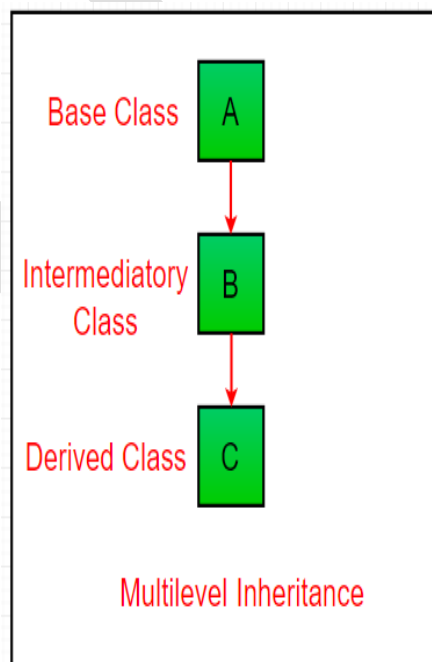 Base Class
A
Intermediatory
Class
B
Derived Class
C
Multilevel Inheritance